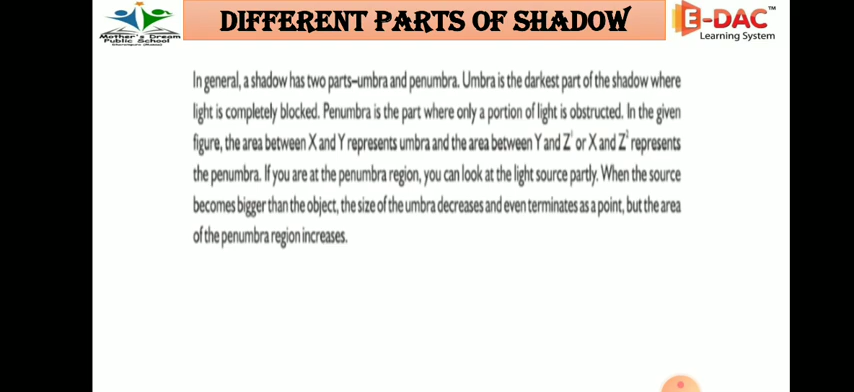 Mother's Dream
Public School
DIFFERENT PARTS OF SHADOW
E-DAC™
Learning System
In general, a shadow has two parts–umbra and penumbra. Umbra is the darkest part of the shadow where
light is completely blocked. Penumbra is the part where only a portion of light is obstructed. In the given
figure, the area between X and Y represents umbra and the area between Y and Z¹ or X and Z² represents
the penumbra. If you are at the penumbra region, you can look at the light source partly. When the source
becomes bigger than the object, the size of the umbra decreases and even terminates as a point, but the area
of the penumbra region increases.